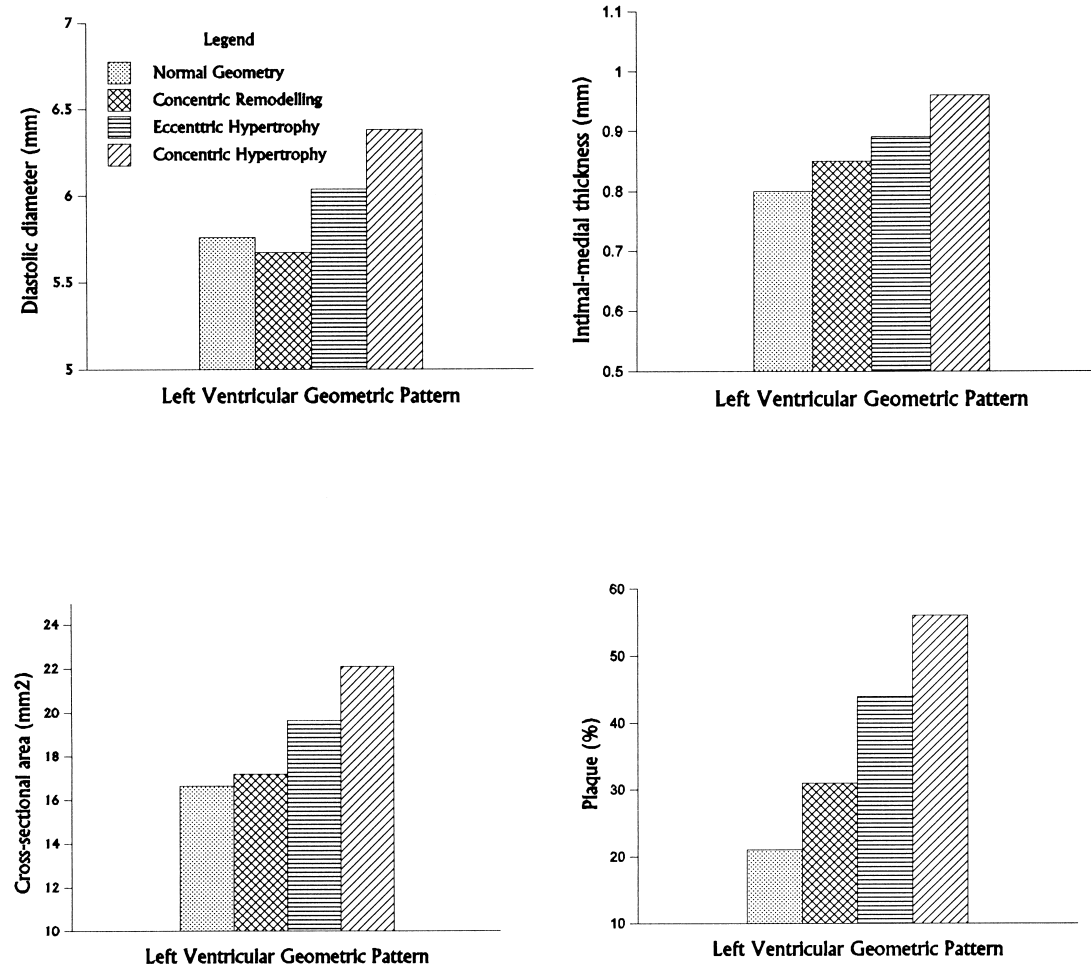 7
6.5
6
5.5
5
Diastolic diameter (mm)
Legend
Normal Geometry
Concentric Remodelling
Eccenttric Hypertrophy
Concentric Hypertrophy
Left Ventricular Geometric Pattern
1.1
1
0.9
0.8
0.7
0.6
0.5
Intimal-medial thickness (mm)
Left Ventricular Geometric Pattern
24
22
20
18
16
14
12
10
Cross-sectional area (mm2)
Left Ventricular Geometric Pattern
60
50
40
30
20
10
Plaque (%)
Left Ventricular Geometric Pattern